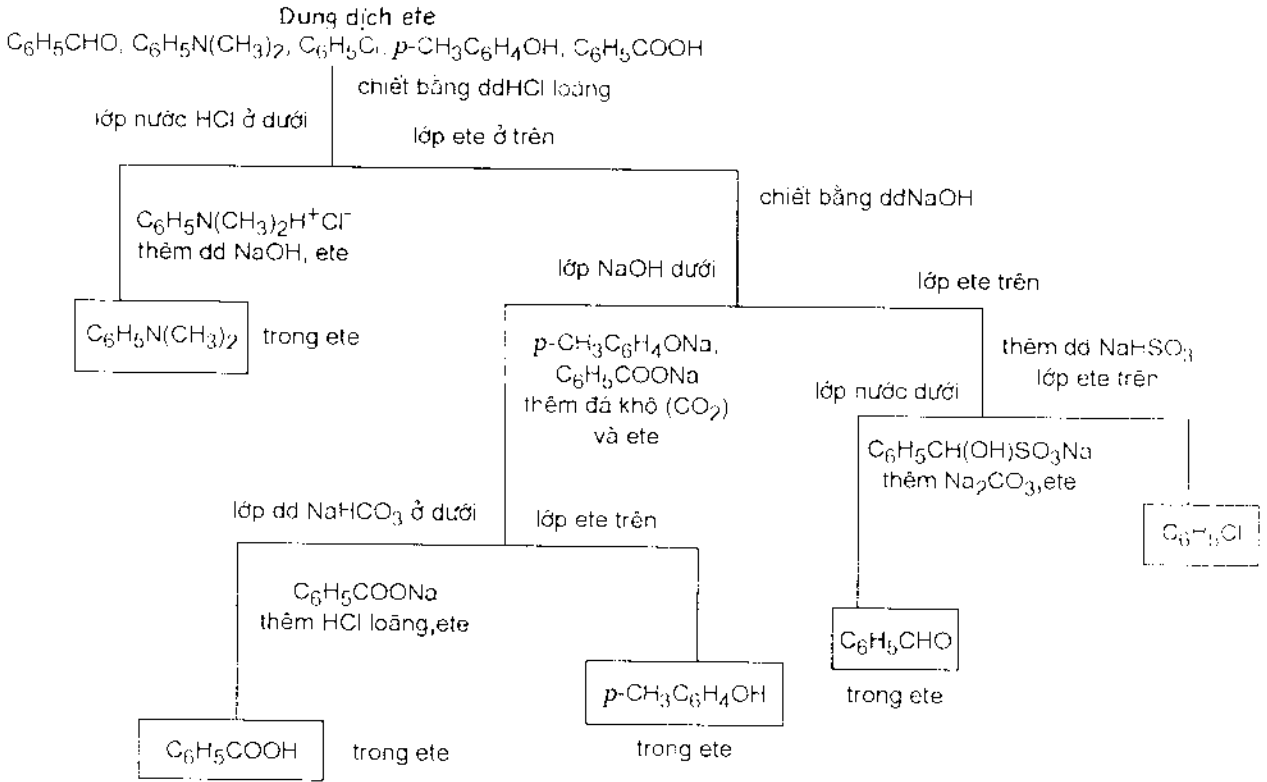 Dung dịch ete
C₆H₅CHO, C₆H₅N(CH₃)₂, C₆H₅Cl, p-CH₃C₆H₄OH, C₆H₅COOH
chiết bằng ddHCl loãng
lớp nước HCl ở dưới
lớp ete ở trên
chiết bằng ddNaOH
C₆H₅N(CH₃)₂H⁺Cl⁻
thêm dd NaOH, ete
lớp NaOH dưới
lớp ete trên
C₆H₅N(CH₃)₂
trong ete
p-CH₃C₆H₄ONa,
C₆H₅COONa
thêm đá khô (CO₂)
và ete
thêm dd NaHSO₃
lớp ete trên
lớp nước dưới
C₆H₅CH(OH)SO₃Na
thêm Na₂CO₃,ete
lớp dd NaHCO₃ ở dưới
lớp ete trên
C₆H₅Cl
C₆H₅COONa
thêm HCl loãng,ete
C₆H₅CHO
trong ete
p-CH₃C₆H₄OH
trong ete
C₆H₅COOH
trong ete